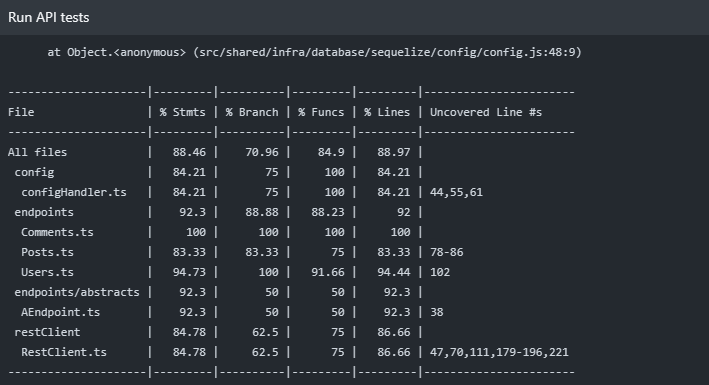 Run API tests
at Object.<anonymous> (src/shared/infra/database/sequelize/config/config.js:48:9)
---------------------|---------|----------|---------|---------|----------------------
File                 | % Stmts | % Branch | % Funcs | % Lines | Uncovered Line #s
---------------------|---------|----------|---------|---------|----------------------
All files            |   88.46 |    70.96 |    84.9 |   88.97 |
 config              |   84.21 |       75 |     100 |   84.21 |
  configHandler.ts   |   84.21 |       75 |     100 |   84.21 | 44,55,61
 endpoints           |    92.3 |    88.88 |   88.23 |      92 |
  Comments.ts        |     100 |      100 |     100 |     100 |
  Posts.ts           |   83.33 |    83.33 |      75 |   83.33 | 78-86
  Users.ts           |   94.73 |      100 |   91.66 |   94.44 | 102
 endpoints/abstracts |    92.3 |       50 |      50 |    92.3 |
  AEndpoint.ts       |    92.3 |       50 |      50 |    92.3 | 38
 restClient          |   84.78 |     62.5 |      75 |   86.66 |
  RestClient.ts      |   84.78 |     62.5 |      75 |   86.66 | 47,70,111,179-196,221
---------------------|---------|----------|---------|---------|----------------------